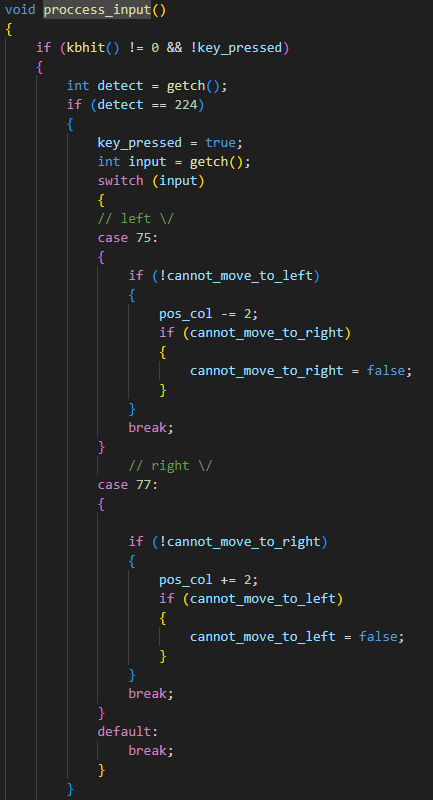 void proccess_input()
{
    if (kbhit() != 0 && !key_pressed)
    {
        int detect = getch();
        if (detect == 224)
        {
            key_pressed = true;
            int input = getch();
            switch (input)
            {
            // left \/
            case 75:
            {
                if (!cannot_move_to_left)
                {
                    pos_col -= 2;
                    if (cannot_move_to_right)
                    {
                        cannot_move_to_right = false;
                    }
                }
                break;
            }
                // right \/
            case 77:
            {

                if (!cannot_move_to_right)
                {
                    pos_col += 2;
                    if (cannot_move_to_left)
                    {
                        cannot_move_to_left = false;
                    }
                }
                break;
            }
            default:
                break;
            }
        }